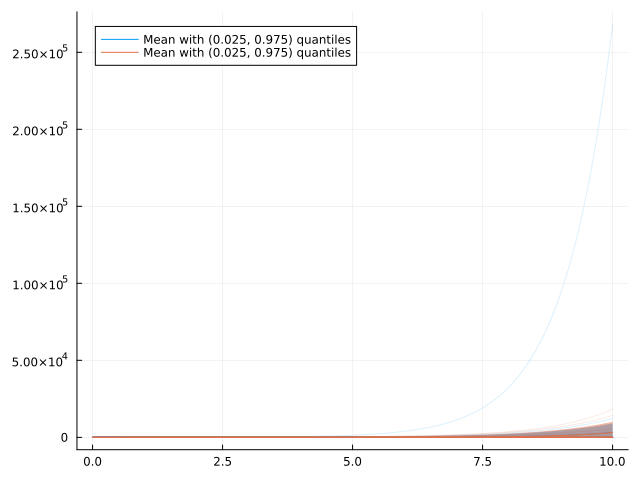 Mean with (0.025, 0.975) quantiles
Mean with (0.025, 0.975) quantiles
2.50×10⁵
2.00×10⁵
1.50×10⁵
1.00×10⁵
5.00×10⁴
0
0.0 2.5 5.0 7.5 10.0